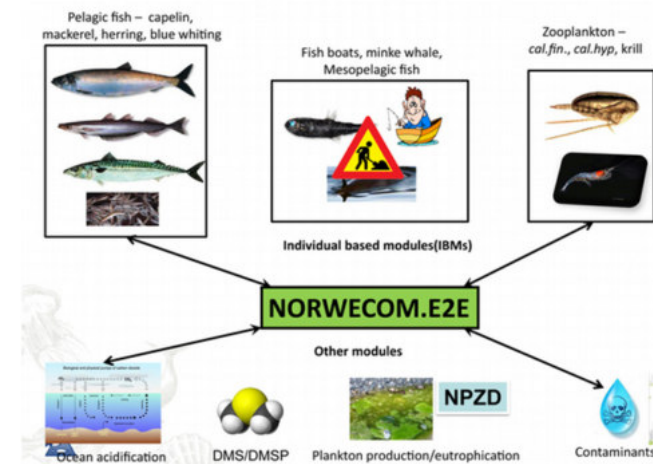 Pelagic fish – capelin,
mackerel, herring, blue whiting
Fish boats, minke whale,
Mesopelagic fish
Zooplankton –
cal.fin., cal.hyp, krill
Individual based modules(IBMs)
NORWECOM.E2E
Other modules
NPZD
Ocean acidification
DMS/DMSP
Plankton production/eutrophication
Contaminants